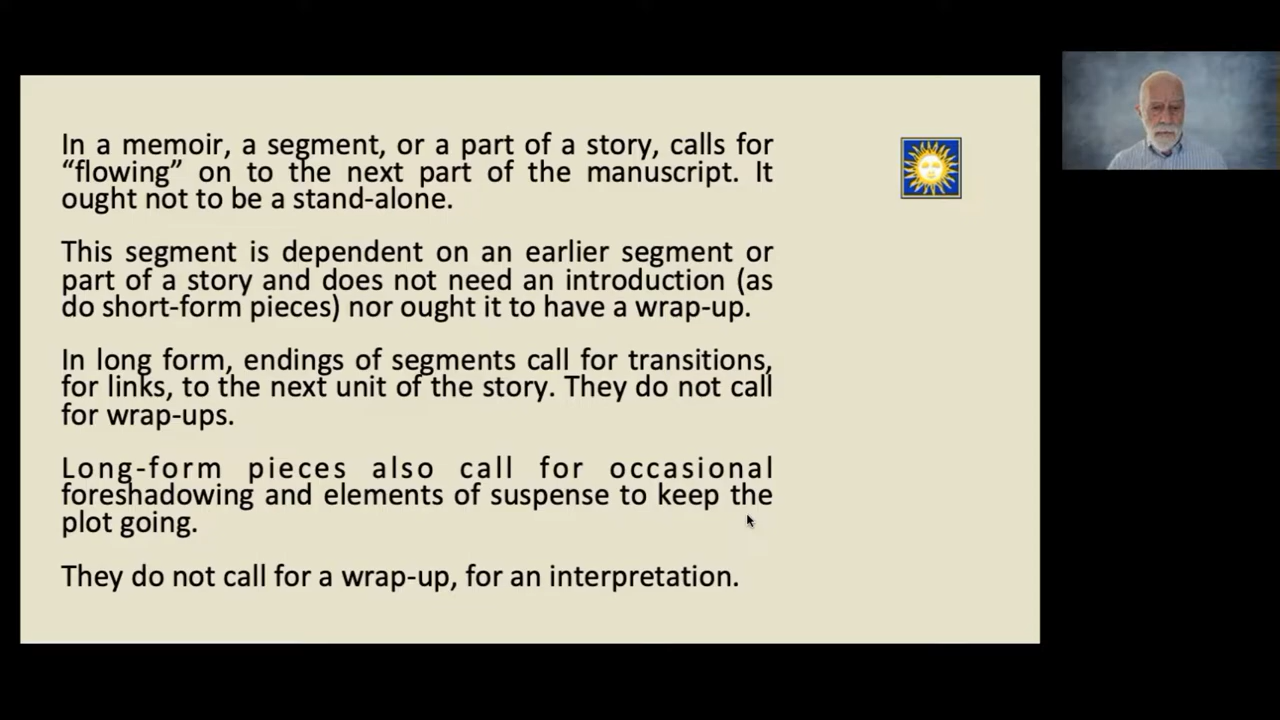 In a memoir, a segment, or a part of a story, calls for
“flowing” on to the next part of the manuscript. It
ought not to be a stand-alone.
This segment is dependent on an earlier segment or
part of a story and does not need an introduction (as
do short-form pieces) nor ought it to have a wrap-up.
In long form, endings of segments call for transitions,
for links, to the next unit of the story. They do not call
for wrap-ups.
Long-form pieces also call for occasional
foreshadowing and elements of suspense to keep the
plot going.
They do not call for a wrap-up, for an interpretation.